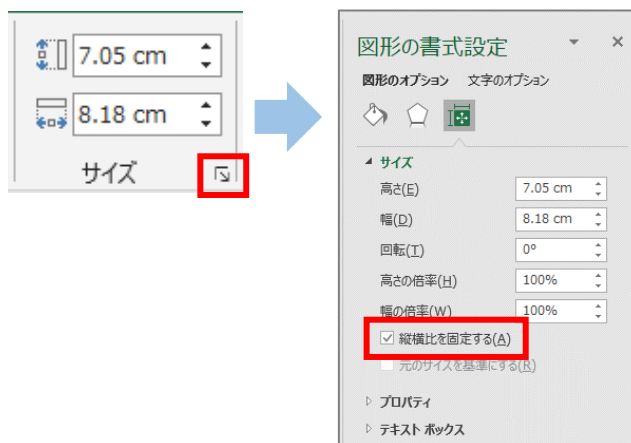 7.05 cm
8.18 cm
サイズ
図形の書式設定
図形のオプション 文字のオプション
サイズ
高さ(E) 7.05 cm
幅(D) 8.18 cm
回転(T) 0°
高さの倍率(H) 100%
幅の倍率(W) 100%
縦横比を固定する(A)
元のサイズを基準にする(R)
プロパティ
テキスト ボックス